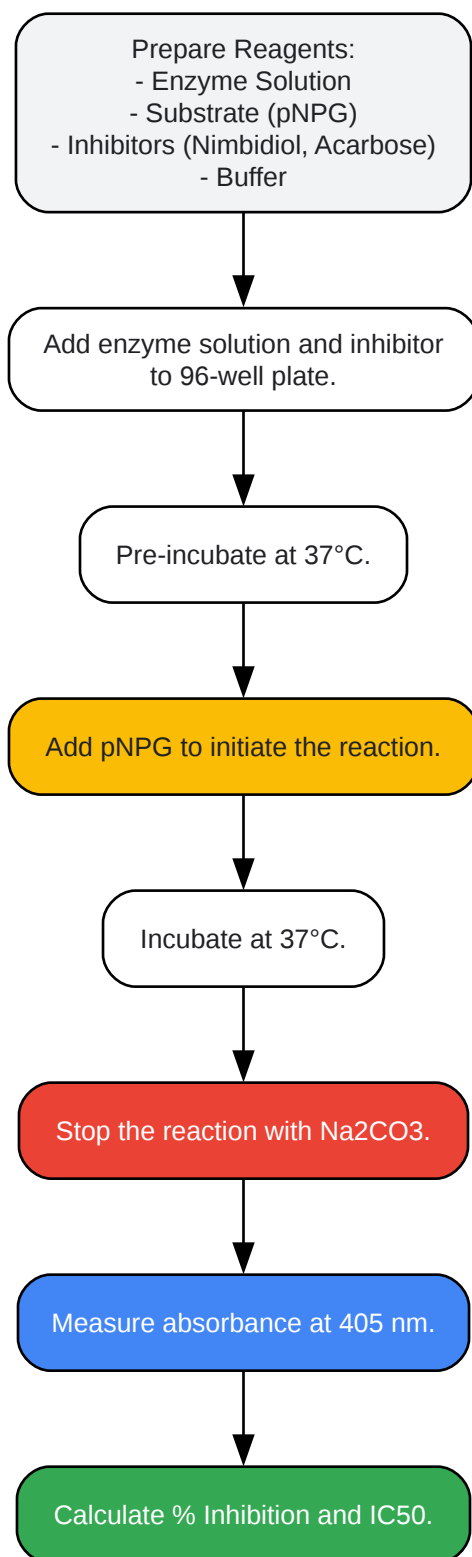 Prepare Reagents:
- Enzyme Solution
- Substrate (pNPG)
- Inhibitors (Nimbidiol, Acarbose)
- Buffer
Add enzyme solution and inhibitor
to 96-well plate.
Pre-incubate at 37°C.
Add pNPG to initiate the reaction.
Incubate at 37°C.
Stop the reaction with Na2CO3.
Measure absorbance at 405 nm.
Calculate % Inhibition and IC50.